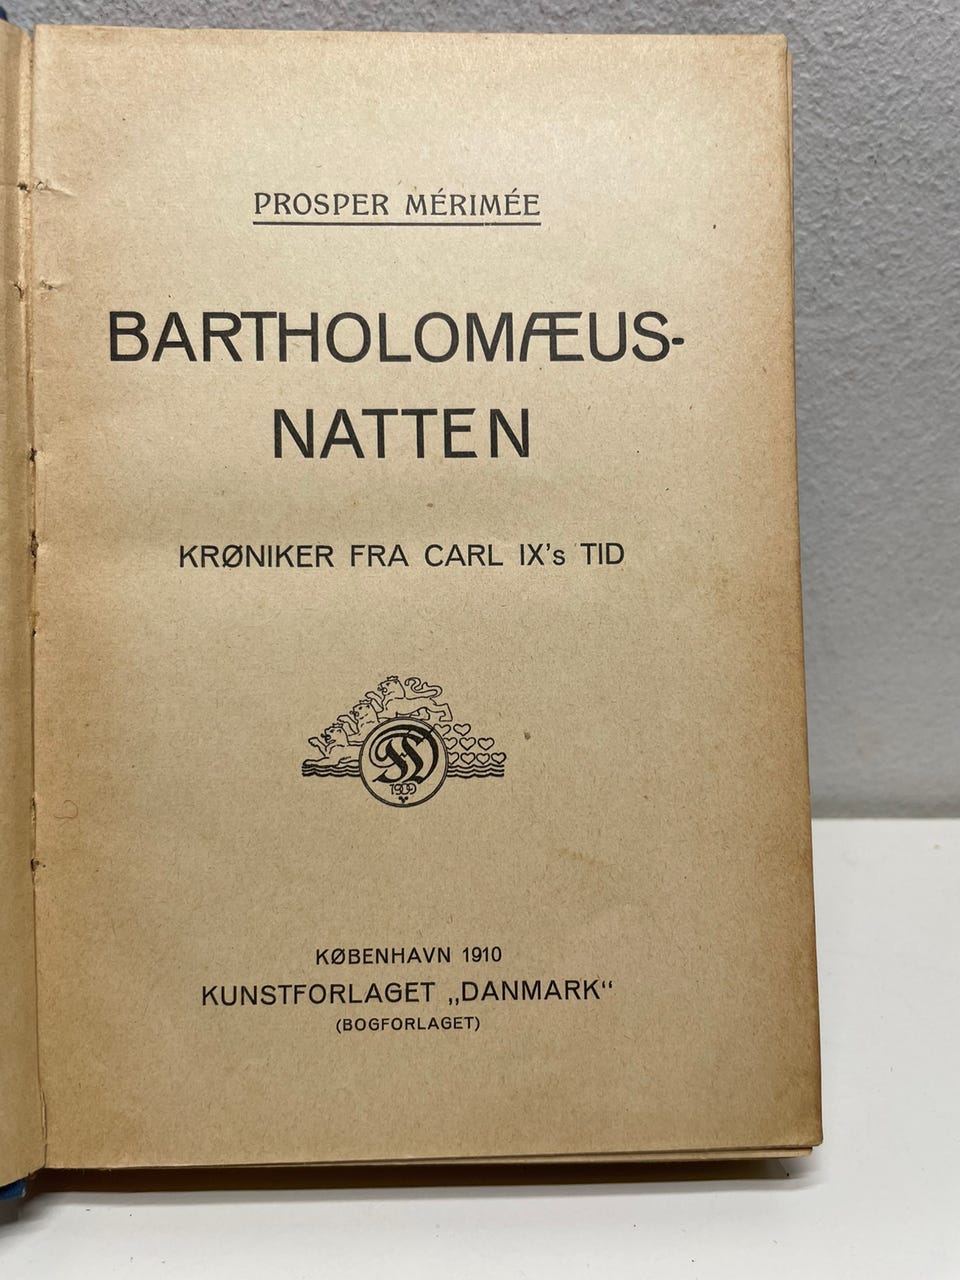 PROSPER MÉRIMÉE
BARTHOLOMÆUS-
NATTEN
KRØNIKER FRA CARL IX's TID
1909
KØBENHAVN 1910
KUNSTFORLAGET „DANMARK“
(BOGFORLAGET)